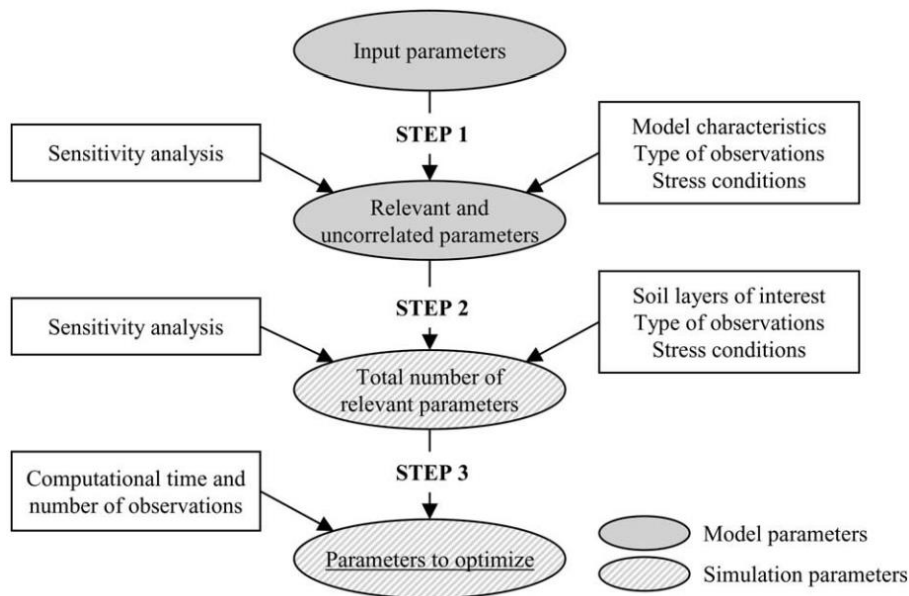 Input parameters
STEP 1
Sensitivity analysis
Model characteristics
Type of observations
Stress conditions
Relevant and
uncorrelated parameters
STEP 2
Sensitivity analysis
Soil layers of interest
Type of observations
Stress conditions
Total number of
relevant parameters
STEP 3
Computational time and
number of observations
Parameters to optimize
Model parameters
Simulation parameters